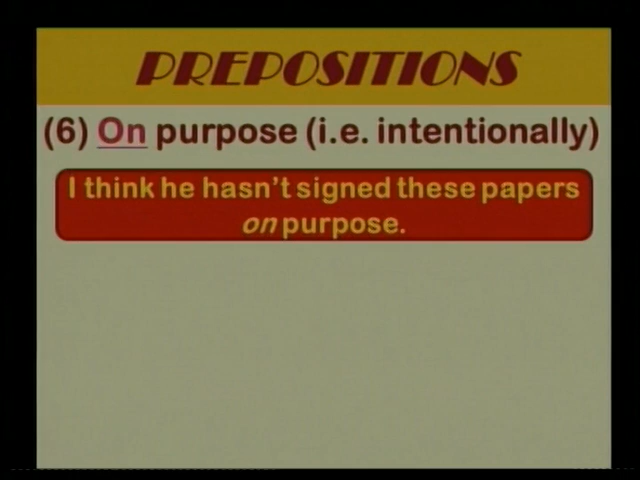 PREPOSITIONS
(6) On purpose (i.e. intentionally)
I think he hasn't signed these papers
on purpose.